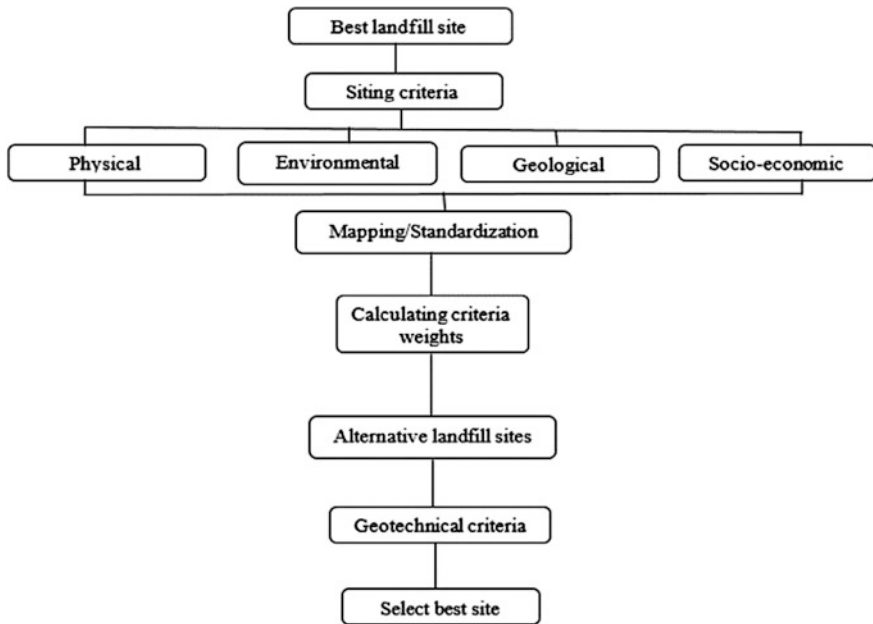 Best landfill site
Siting criteria
Physical
Environmental
Geological
Socio-economic
Mapping/Standardization
Calculating criteria
weights
Alternative landfill sites
Geotechnical criteria
Select best site